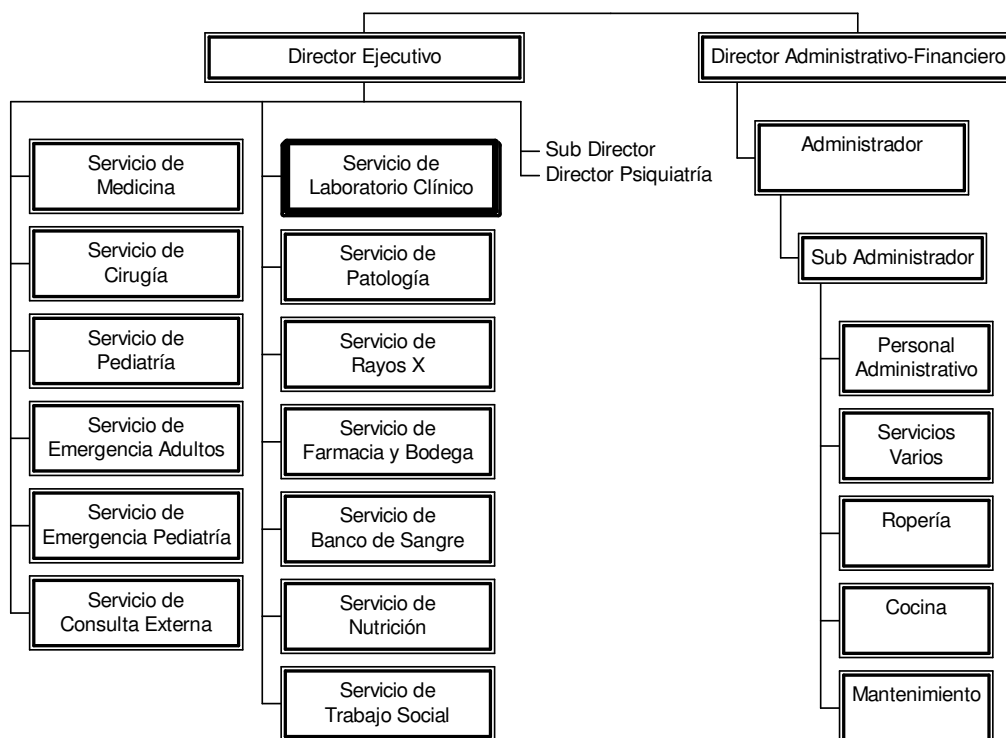 Director Ejecutivo
Director Administrativo-Financiero
Servicio de
Medicina
Servicio de
Cirugía
Servicio de
Pediatría
Servicio de
Emergencia Adultos
Servicio de
Emergencia Pediatría
Servicio de
Consulta Externa
Servicio de
Laboratorio Clínico
Servicio de
Patología
Servicio de
Rayos X
Servicio de
Farmacia y Bodega
Servicio de
Banco de Sangre
Servicio de
Nutrición
Servicio de
Trabajo Social
Sub Director
Director Psiquiatría
Administrador
Sub Administrador
Personal
Administrativo
Servicios
Varios
Ropería
Cocina
Mantenimiento